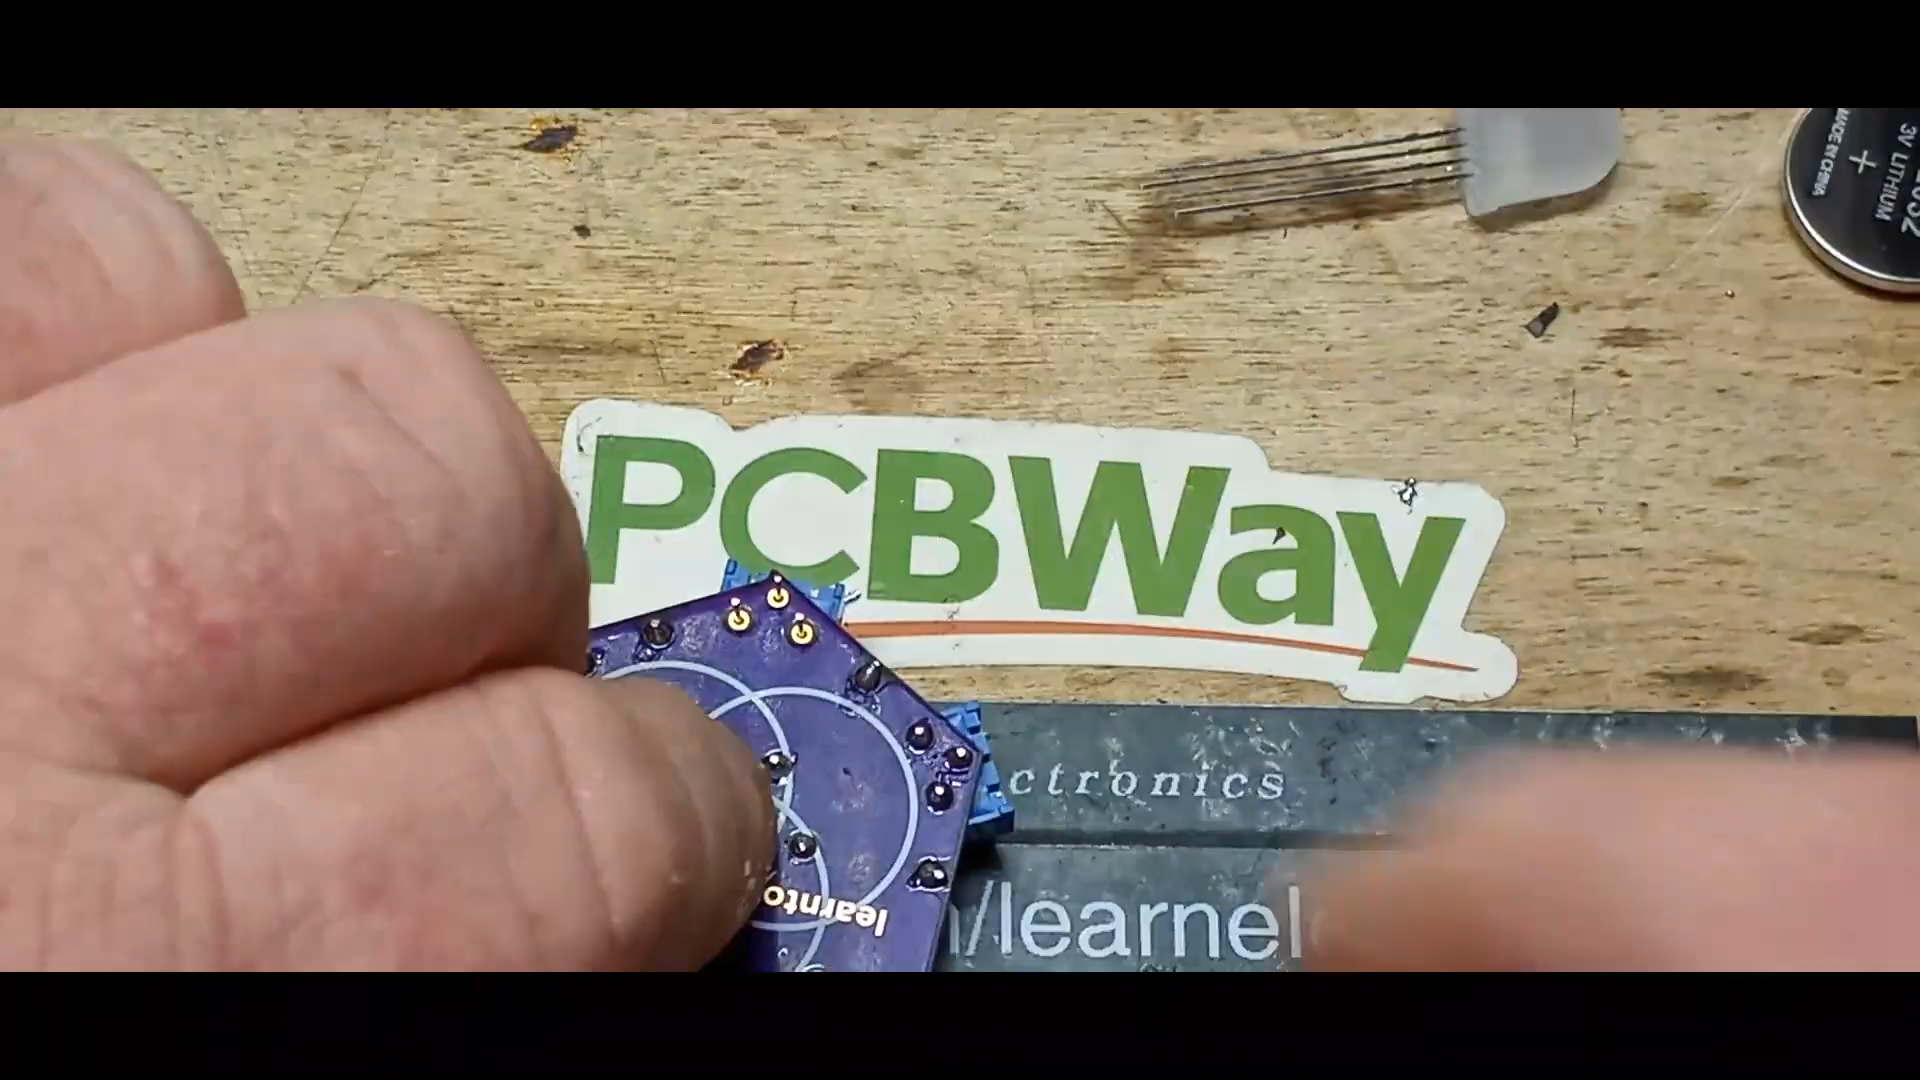 MADE IN CHINA
+
3V LITHIUM
PCBWay
ctronics
/learnel
learnto